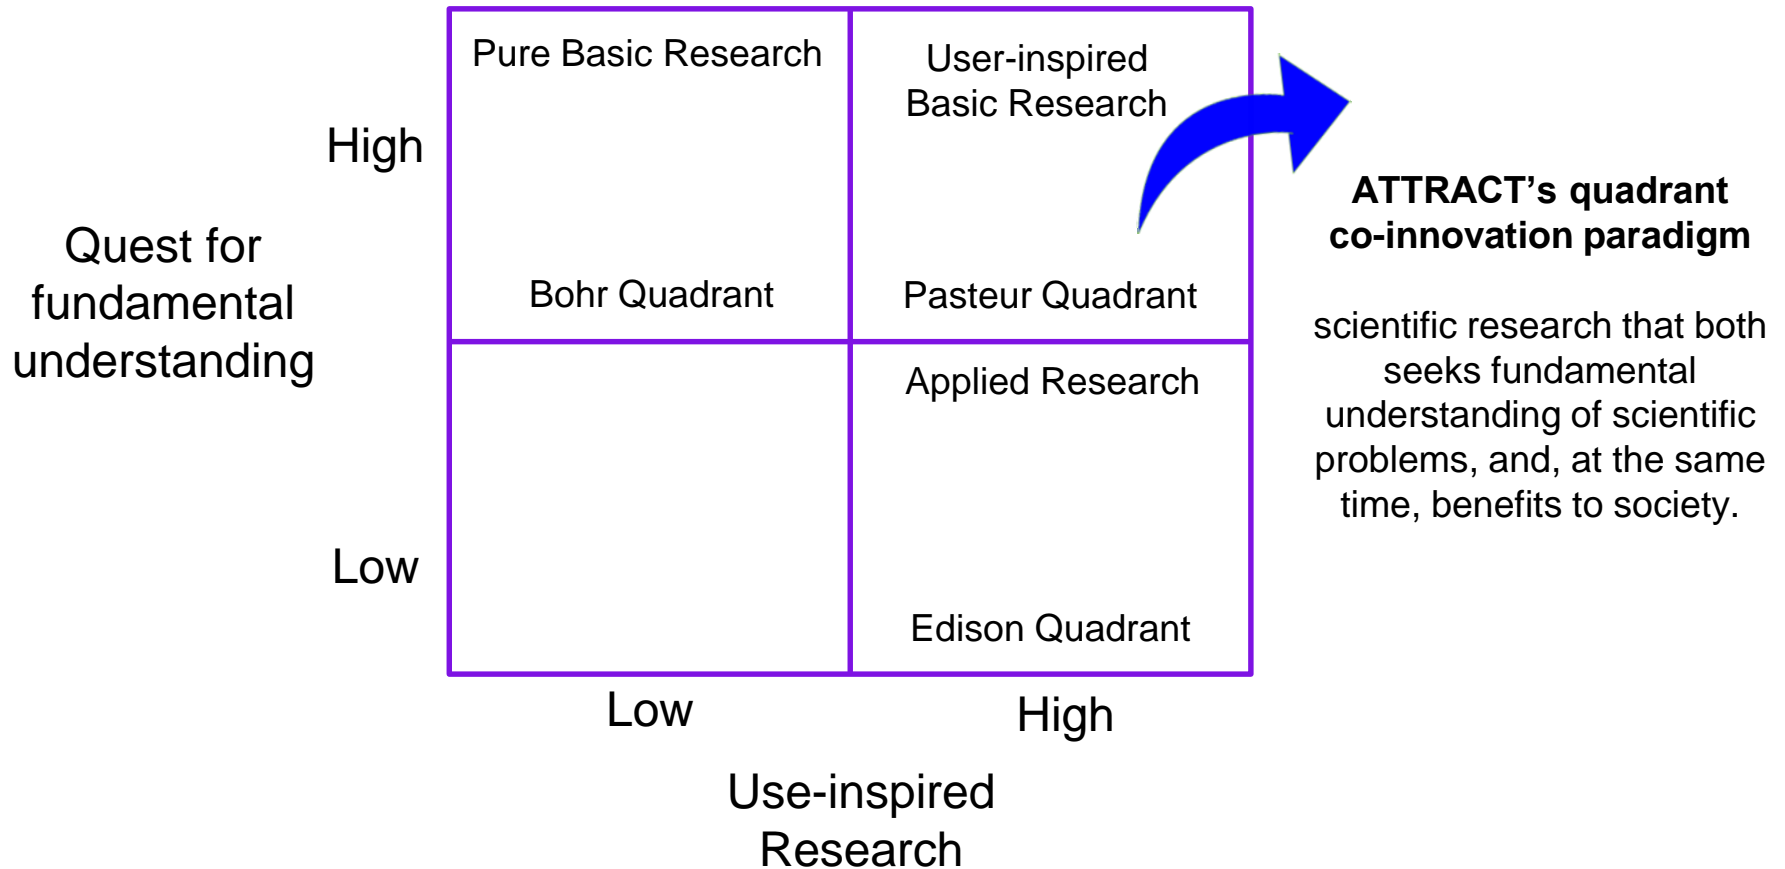 Pure Basic Research
User-inspired
Basic Research
High
Quest for
fundamental
understanding
Bohr Quadrant
Pasteur Quadrant
ATTRACT’s quadrant
co-innovation paradigm
scientific research that both
seeks fundamental
understanding of scientific
problems, and, at the same
time, benefits to society.
Applied Research
Low
Edison Quadrant
Low
High
Use-inspired
Research